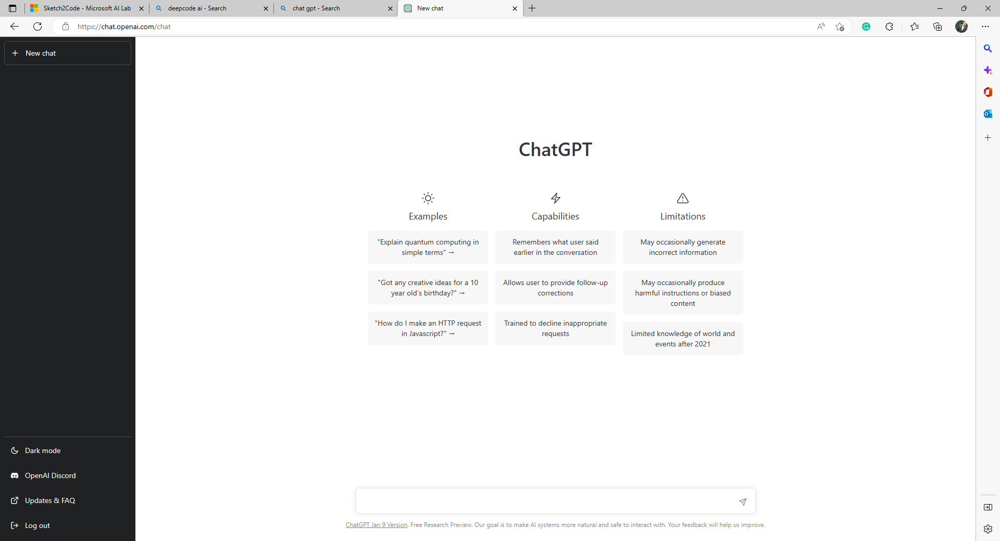 Sketch2Code - Microsoft AI Lab
deepcode ai - Search
chat gpt - Search
New chat
https://chat.openai.com/chat
New chat
ChatGPT
Examples
"Explain quantum computing in
simple terms" →
"Got any creative ideas for a 10
year old’s birthday?" →
"How do I make an HTTP request
in Javascript?" →
Capabilities
Remembers what user said
earlier in the conversation
Allows user to provide follow-up
corrections
Trained to decline inappropriate
requests
Limitations
May occasionally generate
incorrect information
May occasionally produce
harmful instructions or biased
content
Limited knowledge of world and
events after 2021
Dark mode
OpenAI Discord
Updates & FAQ
Log out
ChatGPT Jan 9 Version. Free Research Preview. Our goal is to make AI systems more natural and safe to interact with. Your feedback will help us improve.